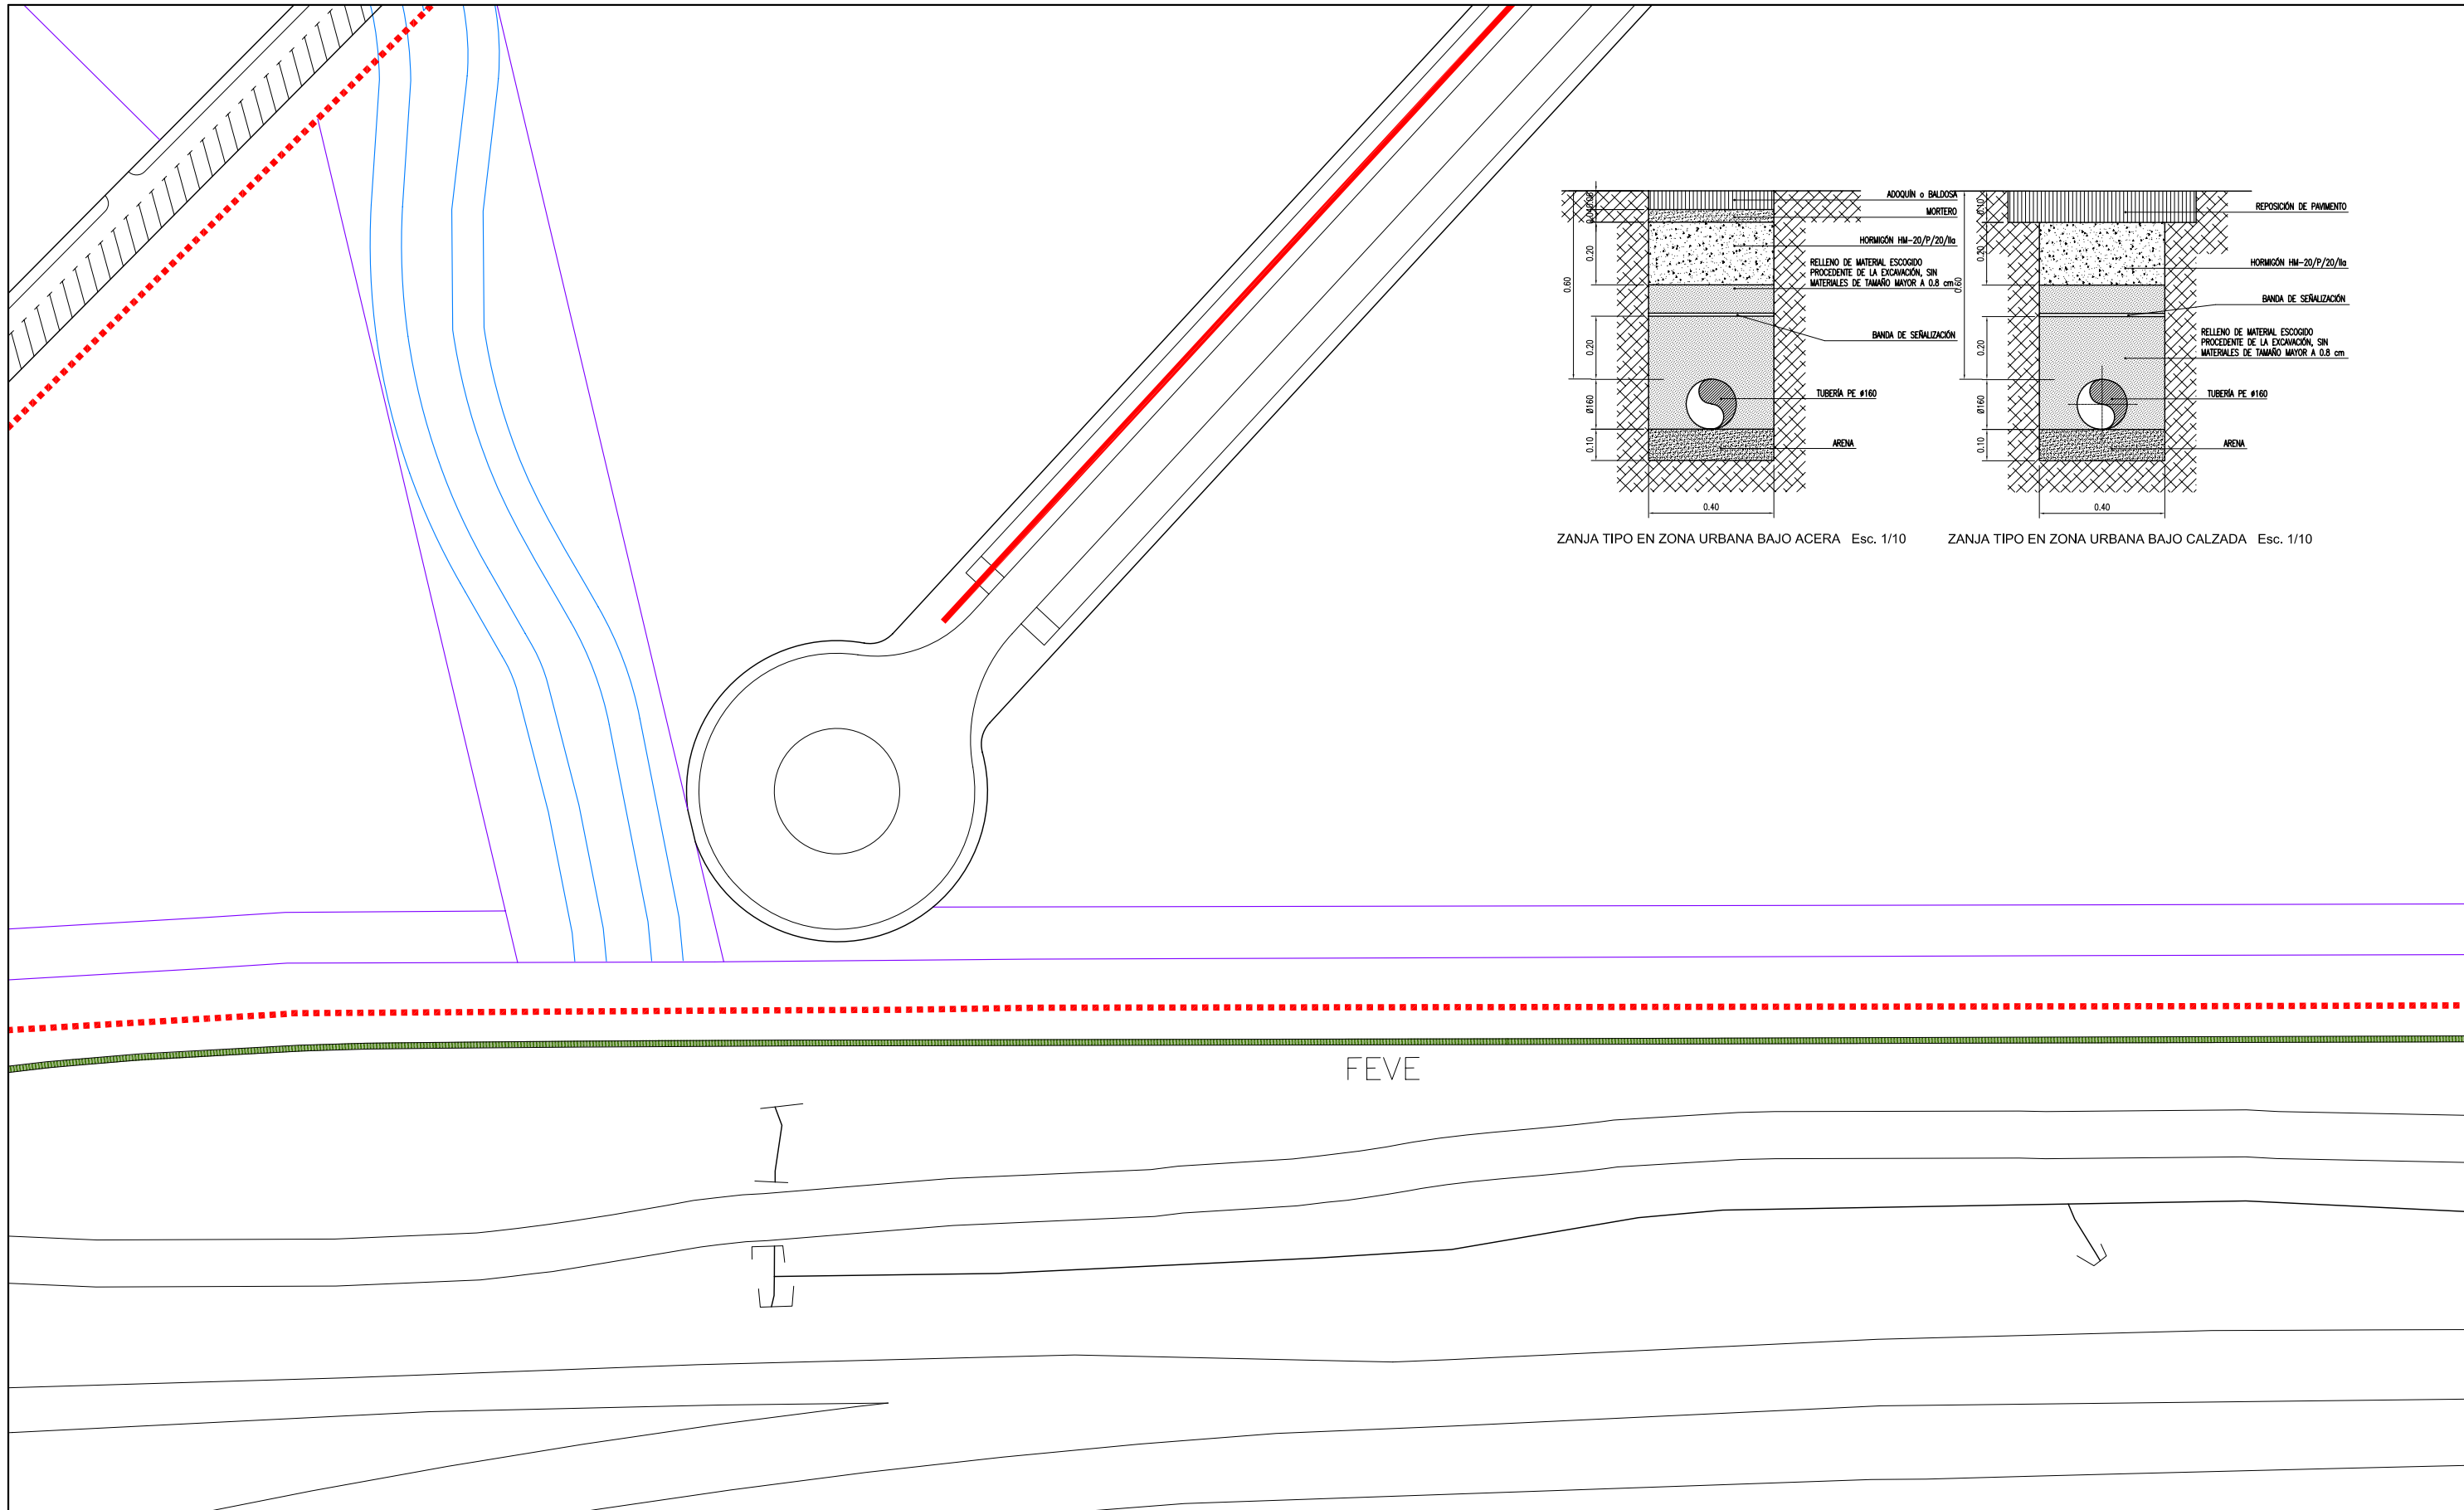 ADOQUÍN o BALDOSA
MORTERO
HORMIGÓN HM-20/P/20/IIa
RELLENO DE MATERIAL ESCOGIDO
PROCEDENTE DE LA EXCAVACIÓN, SIN
MATERIALES DE TAMAÑO MAYOR A 0.8 cm
BANDA DE SEÑALIZACIÓN
TUBERÍA PE ø160
ARENA
0.20
0.60
0.20
Ø160
0.10
0.40
ZANJA TIPO EN ZONA URBANA BAJO ACERA Esc. 1/10
REPOSICIÓN DE PAVIMENTO
HORMIGÓN HM-20/P/20/IIa
BANDA DE SEÑALIZACIÓN
RELLENO DE MATERIAL ESCOGIDO
PROCEDENTE DE LA EXCAVACIÓN, SIN
MATERIALES DE TAMAÑO MAYOR A 0.8 cm
TUBERÍA PE ø160
ARENA
0.10
0.20
0.60
0.20
Ø160
0.10
0.40
ZANJA TIPO EN ZONA URBANA BAJO CALZADA Esc. 1/10
FEVE